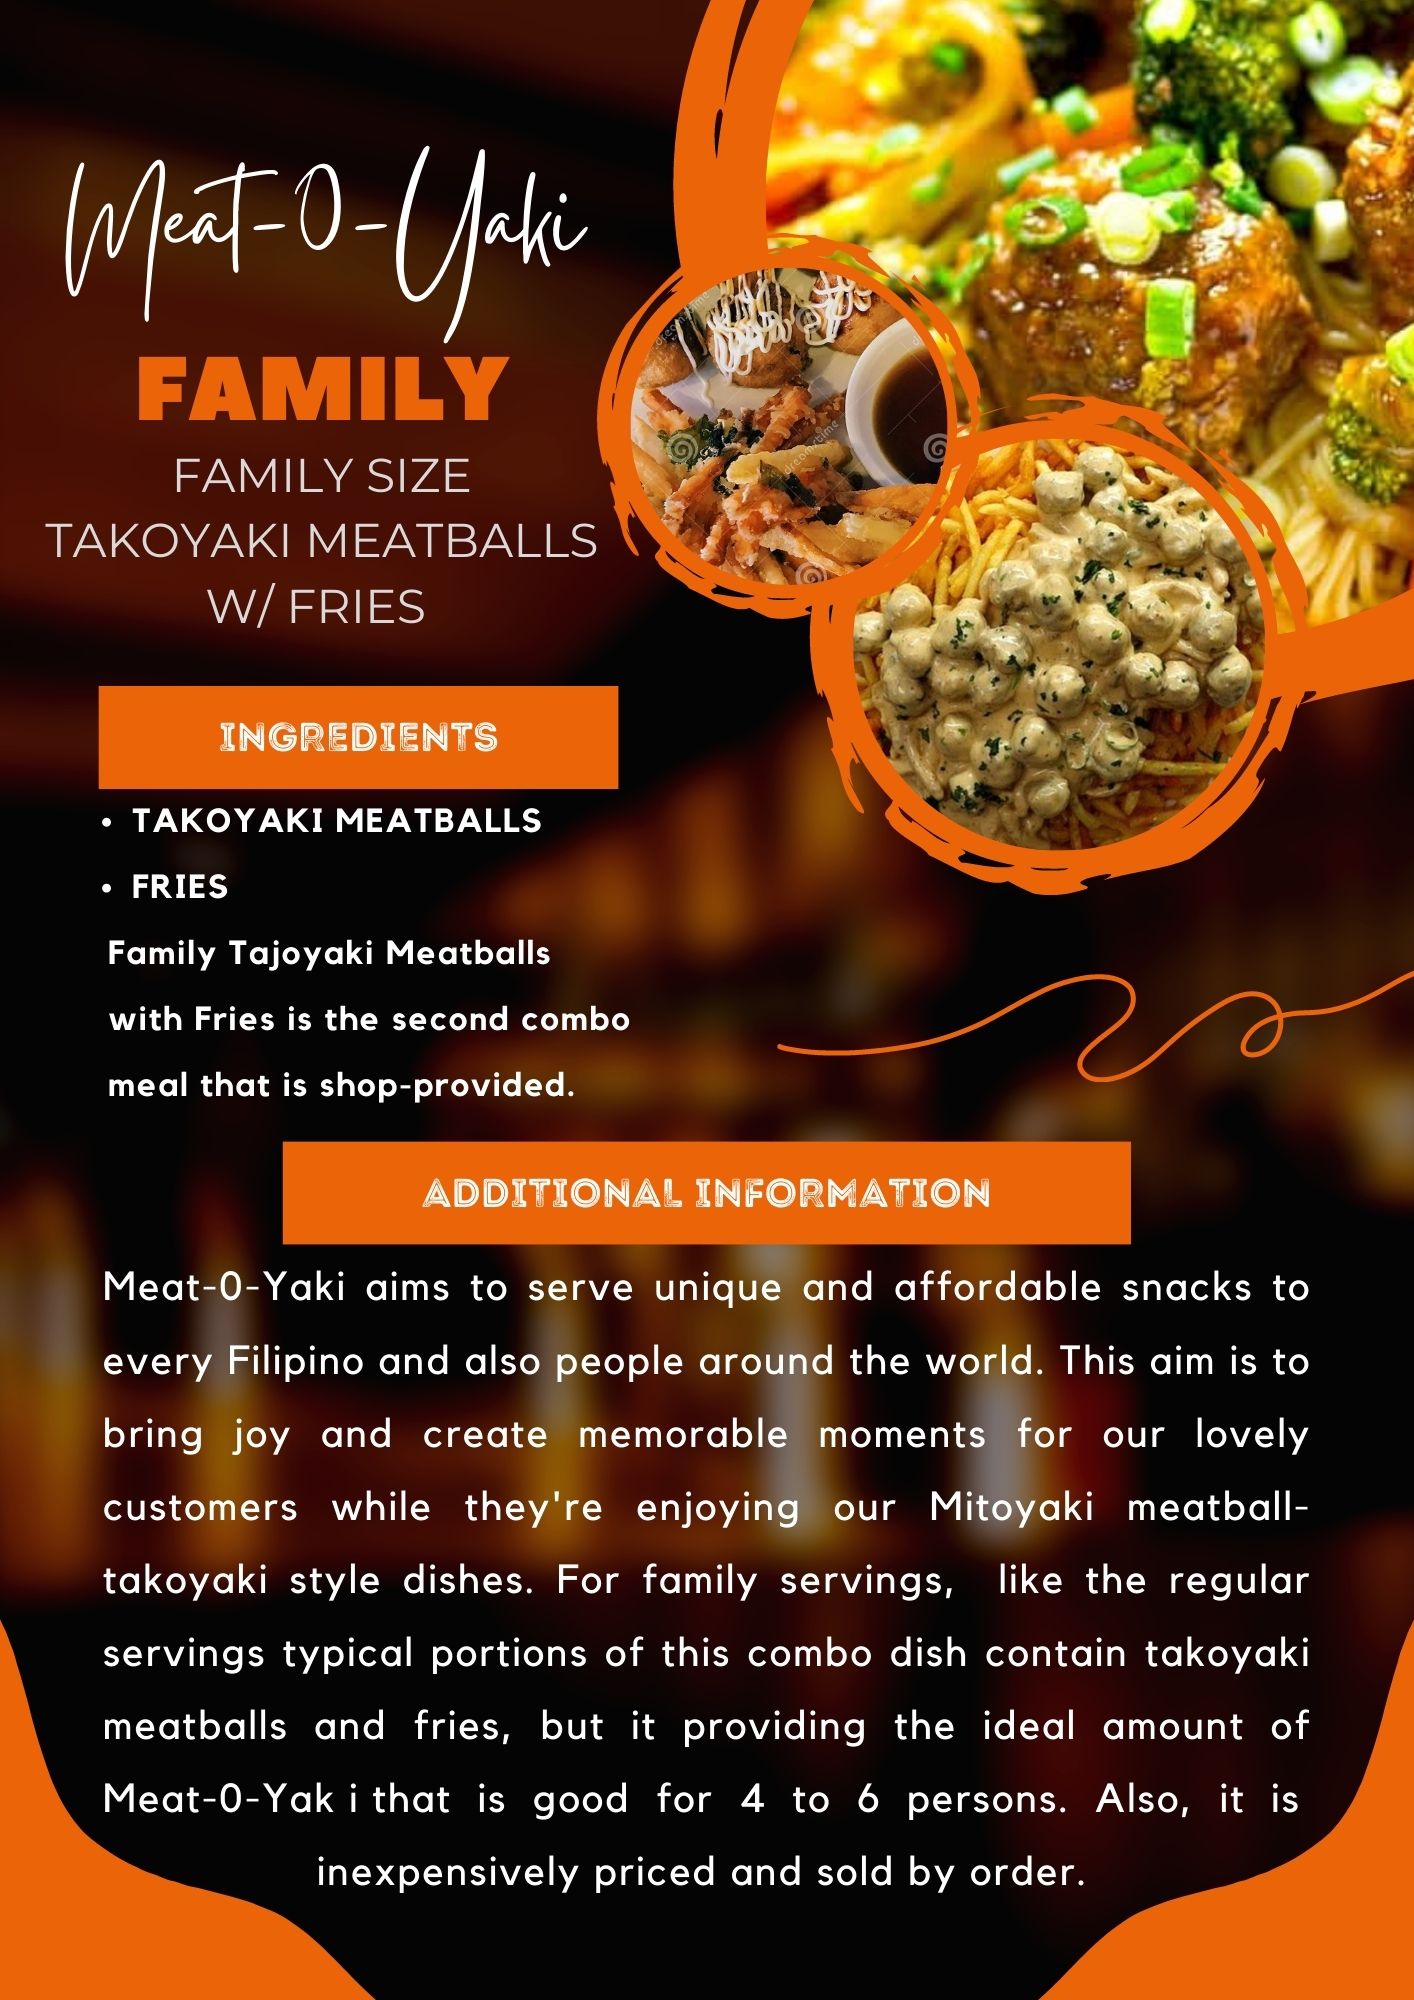 Meat-O-Yaki
FAMILY
FAMILY SIZE
TAKOYAKI MEATBALLS
W/ FRIES
INGREDIENTS
• TAKOYAKI MEATBALLS
• FRIES
Family Tajoyaki Meatballs
with Fries is the second combo
meal that is shop-provided.
ADDITIONAL INFORMATION
Meat-0-Yaki aims to serve unique and affordable snacks to
every Filipino and also people around the world. This aim is to
bring joy and create memorable moments for our lovely
customers while they're enjoying our Mitoyaki meatball-
takoyaki style dishes. For family servings, like the regular
servings typical portions of this combo dish contain takoyaki
meatballs and fries, but it providing the ideal amount of
Meat-0-Yak i that is good for 4 to 6 persons. Also, it is
inexpensively priced and sold by order.